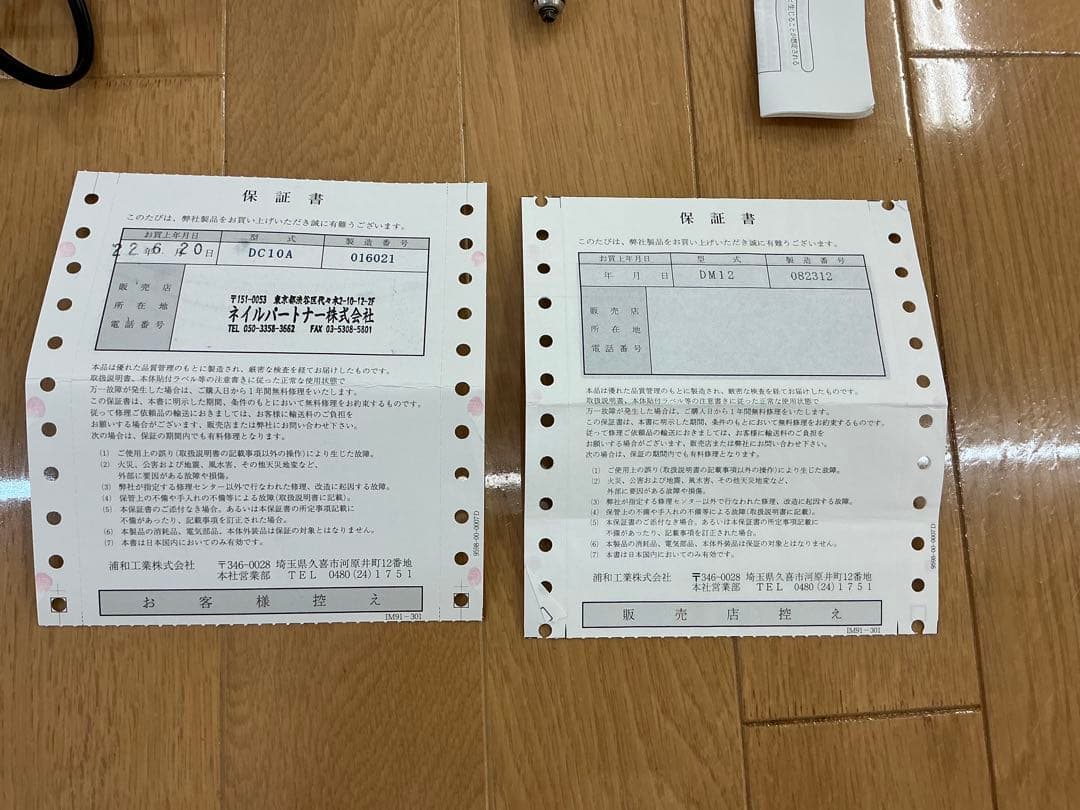 生じることが想定される
保証書
このたびは、弊社製品をお買い上げいただき誠に有難うございます。
お買上年月日 型式 製造番号
22年6月20日 DC10A 016021
販売店
所在地
電話番号
〒151-0053 東京都渋谷区代々木2-10-12-2F
ネイルパートナー株式会社
TEL 050-3358-3662 FAX 03-5308-5801
本品は優れた品質管理のもとに製造され、厳密な検査を経てお届けしたものです。
取扱説明書、本体貼付ラベル等の注意書きに従った正常な使用状態で
万一故障が発生した場合は、ご購入日から1年間無料修理をいたします。
この保証書は、本書に明示した期間、条件のもとにおいて無料修理をお約束するものです。
従って修理ご依頼品の輸送におきましては、お客様に輸送料のご負担を
お願いする場合がございます、販売店または弊社にお問い合わせ下さい。
次の場合は、保証の期間内でも有料修理となります。
(1) ご使用上の誤り(取扱説明書の記載事項以外の操作)により生じた故障。
(2) 火災、公害および地震、風水害、その他天災地変など、
外部に要因がある故障や損傷。
(3) 弊社が指定する修理センター以外で行なわれた修理、改造に起因する故障。
(4) 保管上の不備や手入れの不備等による故障(取扱説明書に記載)。
(5) 本保証書のご添付なき場合、あるいは本保証書の所定事項記載に
不備があったり、記載事項を訂正された場合。
(6) 本製品の消耗品、電気部品、本体外装品は保証の対象とはなりません。
(7) 本書は日本国内においてのみ有効です。
浦和工業株式会社 〒346-0028 埼玉県久喜市河原井町12番地
本社営業部 TEL 0480(24)1751
お客様控え
IM91-301
保証書
このたびは、弊社製品をお買い上げいただき誠に有難うございます。
お買上年月日 型式 製造番号
年月日 DM12 082312
販売店
所在地
電話番号
本品は優れた品質管理のもとに製造され、厳密な検査を経てお届けしたものです。
取扱説明書、本体貼付ラベル等の注意書きに従った正常な使用状態で
万一故障が発生した場合は、ご購入日から1年間無料修理をいたします。
この保証書は、本書に明示した期間、条件のもとにおいて無料修理をお約束するものです。
従って修理ご依頼品の輸送におきましては、お客様に輸送料のご負担を
お願いする場合がございます、販売店または弊社にお問い合わせ下さい。
次の場合は、保証の期間内でも有料修理となります。
(1) ご使用上の誤り(取扱説明書の記載事項以外の操作)により生じた故障。
(2) 火災、公害および地震、風水害、その他天災地変など、
外部に要因がある故障や損傷。
(3) 弊社が指定する修理センター以外で行なわれた修理、改造に起因する故障。
(4) 保管上の不備や手入れの不備等による故障(取扱説明書に記載)。
(5) 本保証書のご添付なき場合、あるいは本保証書の所定事項記載に
不備があったり、記載事項を訂正された場合。
(6) 本製品の消耗品、電気部品、本体外装品は保証の対象とはなりません。
(7) 本書は日本国内においてのみ有効です。
浦和工業株式会社 〒346-0028 埼玉県久喜市河原井町12番地
本社営業部 TEL 0480(24)1751
販売店控え
IM91-301